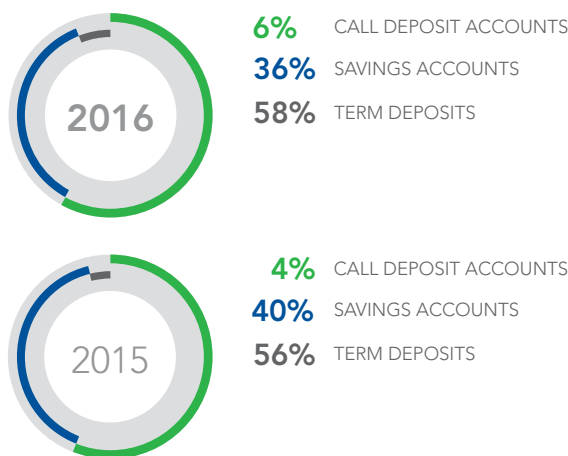 2016
6% CALL DEPOSIT ACCOUNTS
36% SAVINGS ACCOUNTS
58% TERM DEPOSITS
2015
4% CALL DEPOSIT ACCOUNTS
40% SAVINGS ACCOUNTS
56% TERM DEPOSITS